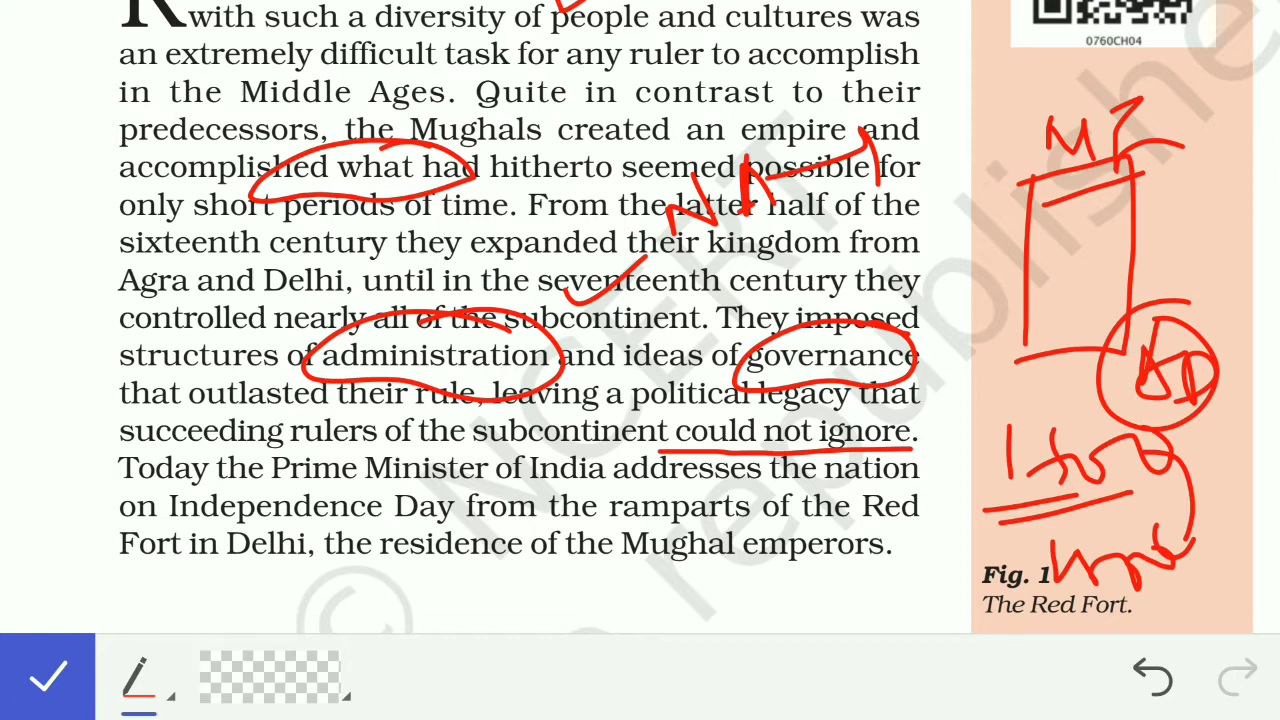 with such a diversity of people and cultures was
an extremely difficult task for any ruler to accomplish
in the Middle Ages. Quite in contrast to their
predecessors, the Mughals created an empire and
accomplished what had hitherto seemed possible for
only short periods of time. From the latter half of the
sixteenth century they expanded their kingdom from
Agra and Delhi, until in the seventeenth century they
controlled nearly all of the subcontinent. They imposed
structures of administration and ideas of governance
that outlasted their rule, leaving a political legacy that
succeeding rulers of the subcontinent could not ignore.
Today the Prime Minister of India addresses the nation
on Independence Day from the ramparts of the Red
Fort in Delhi, the residence of the Mughal emperors.
0760CH04
AD
Fig. 1
The Red Fort.
© NCERT
republishe